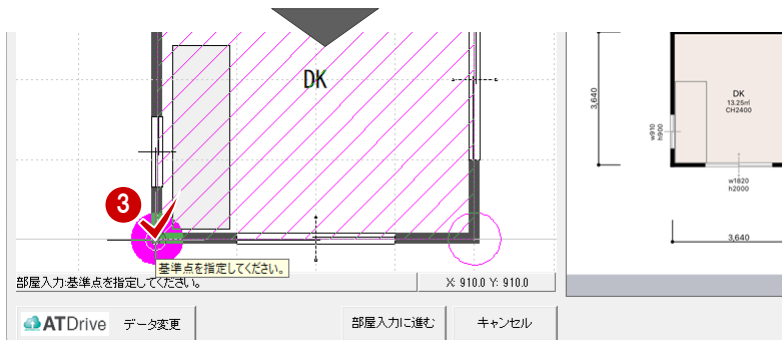 DK
3
基準点を指定してください。
部屋入力:基準点を指定してください。
X: 910.0 Y: 910.0
ATDrive データ変更
部屋入力に進む
キャンセル
3,640
DK
13.25㎡
CH2400
w910
h900
w1820
h2000
3,640